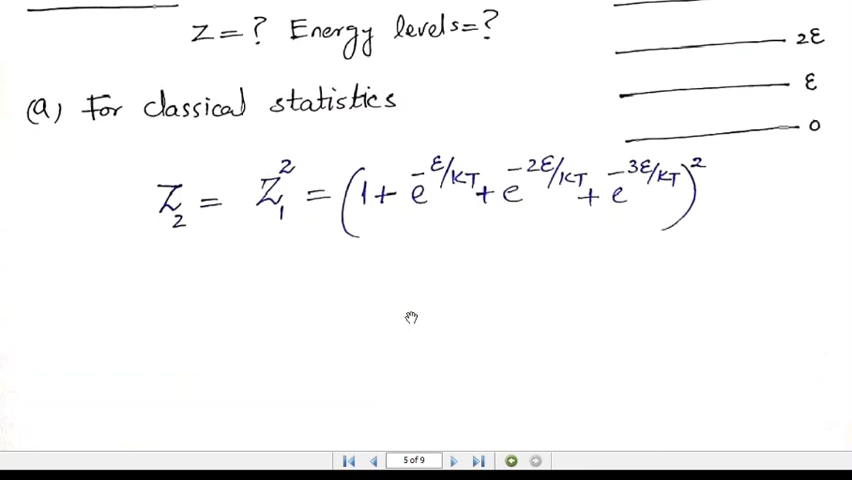 Z = ? Energy levels = ?
2ε
ε
(a) For classical statistics
0
Z₂ = Z₁² = (1 + e^(-ε/KT) + e^(-2ε/KT) + e^(-3ε/KT))²
5 of 9